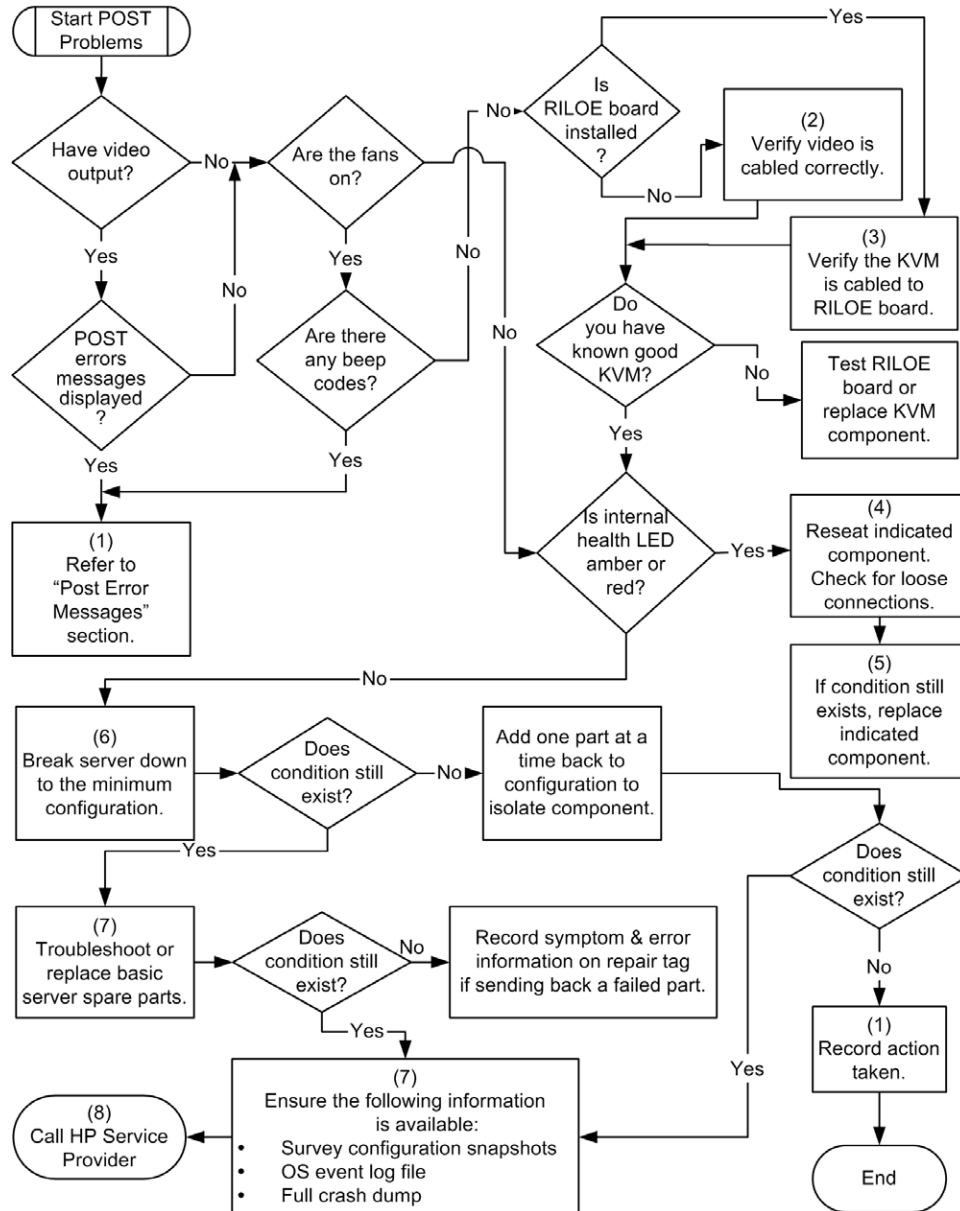 Start POST
Problems
Have video
output?
No
Yes
POST
errors
messages
displayed
?
No
Yes
(1)
Refer to
“Post Error
Messages”
section.
Are the fans
on?
No
Yes
Are there
any beep
codes?
No
Yes
Is
RILOE board
installed
?
Yes
No
(2)
Verify video is
cabled correctly.
(3)
Verify the KVM
is cabled to
RILOE board.
Do
you have
known good
KVM?
No
Yes
Test RILOE
board or
replace KVM
component.
Is internal
health LED
amber or
red?
Yes
No
(4)
Reseat indicated
component.
Check for loose
connections.
(5)
If condition still
exists, replace
indicated
component.
(6)
Break server down
to the minimum
configuration.
Does
condition still
exist?
No
Yes
Add one part at a
time back to
configuration to
isolate component.
Does
condition still
exist?
No
Yes
(7)
Troubleshoot or
replace basic
server spare parts.
Does
condition still
exist?
No
Yes
Record symptom & error
information on repair tag
if sending back a failed part.
(1)
Record action
taken.
End
(7)
Ensure the following information
is available:
• Survey configuration snapshots
• OS event log file
• Full crash dump
(8)
Call HP Service
Provider